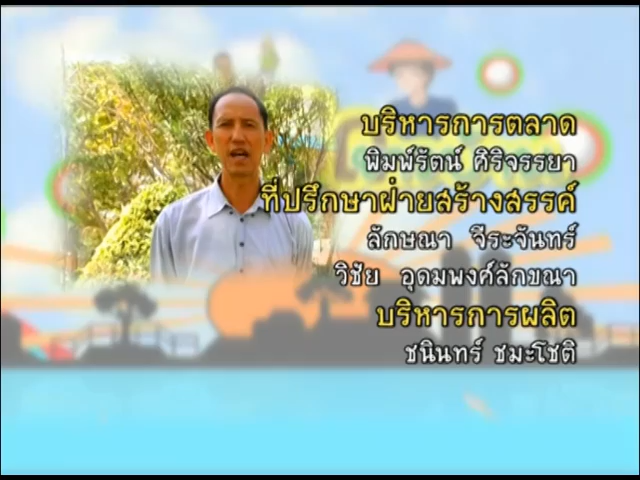 บริหารการตลาด
พิมพ์รัตน์ ศิริจรรยา
ที่ปรึกษาฝ่ายสร้างสรรค์
ลักษณา จีระจันทร์
วิชัย อุดมพงศ์ลักขณา
บริหารการผลิต
ชนินทร์ ชมะโชติ